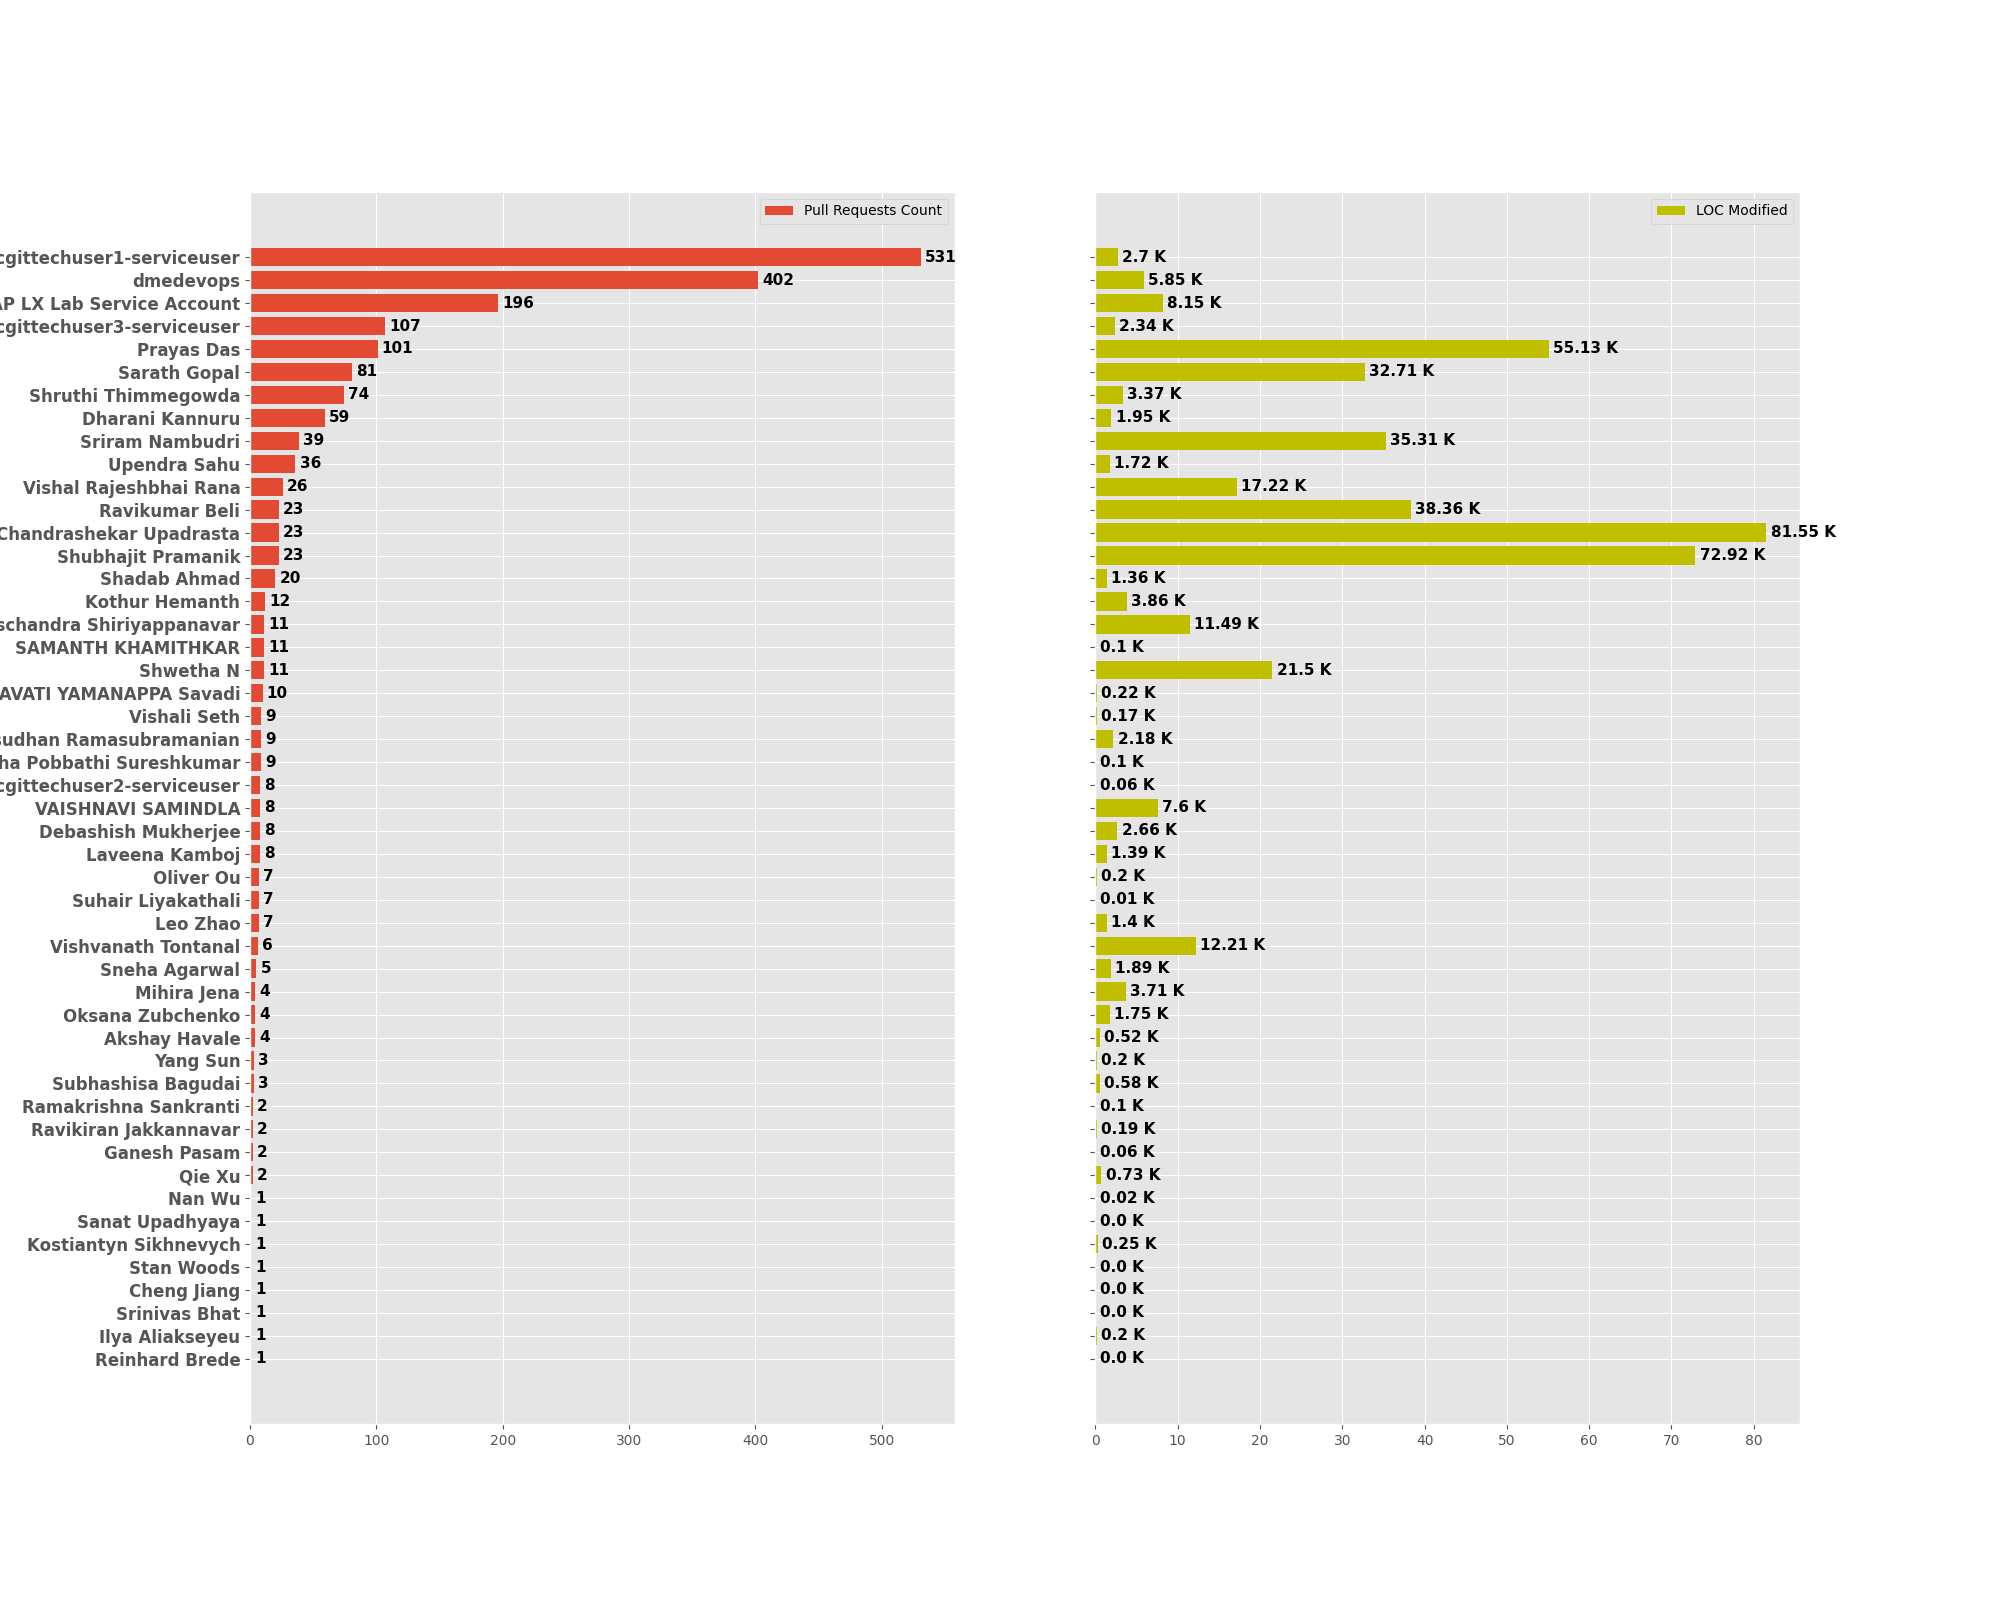 Pull Requests Count LOC Modified
cgittechuser1-serviceuser 531 2.7 K
dmedevops 402 5.85 K
AP LX Lab Service Account 196 8.15 K
cgittechuser3-serviceuser 107 2.34 K
Prayas Das 101 55.13 K
Sarath Gopal 81 32.71 K
Shruthi Thimmegowda 74 3.37 K
Dharani Kannuru 59 1.95 K
Sriram Nambudri 39 35.31 K
Upendra Sahu 36 1.72 K
Vishal Rajeshbhai Rana 26 17.22 K
Ravikumar Beli 23 38.36 K
Chandrashekar Upadrasta 23 81.55 K
Shubhajit Pramanik 23 72.92 K
Shadab Ahmad 20 1.36 K
Kothur Hemanth 12 3.86 K
schandra Shiriyappanavar 11 11.49 K
SAMANTH KHAMITHKAR 11 0.1 K
Shwetha N 11 21.5 K
AVATI YAMANAPPA Savadi 10 0.22 K
Vishali Seth 9 0.17 K
sudhan Ramasubramanian 9 2.18 K
ha Pobbathi Sureshkumar 9 0.1 K
cgittechuser2-serviceuser 8 0.06 K
VAISHNAVI SAMINDLA 8 7.6 K
Debashish Mukherjee 8 2.66 K
Laveena Kamboj 8 1.39 K
Oliver Ou 7 0.2 K
Suhair Liyakathali 7 0.01 K
Leo Zhao 7 1.4 K
Vishvanath Tontanal 6 12.21 K
Sneha Agarwal 5 1.89 K
Mihira Jena 4 3.71 K
Oksana Zubchenko 4 1.75 K
Akshay Havale 4 0.52 K
Yang Sun 3 0.2 K
Subhashisa Bagudai 3 0.58 K
Ramakrishna Sankranti 2 0.1 K
Ravikiran Jakkannavar 2 0.19 K
Ganesh Pasam 2 0.06 K
Qie Xu 2 0.73 K
Nan Wu 1 0.02 K
Sanat Upadhyaya 1 0.0 K
Kostiantyn Sikhnevych 1 0.25 K
Stan Woods 1 0.0 K
Cheng Jiang 1 0.0 K
Srinivas Bhat 1 0.0 K
Ilya Aliakseyeu 1 0.2 K
Reinhard Brede 1 0.0 K
0 100 200 300 400 500 0 10 20 30 40 50 60 70 80